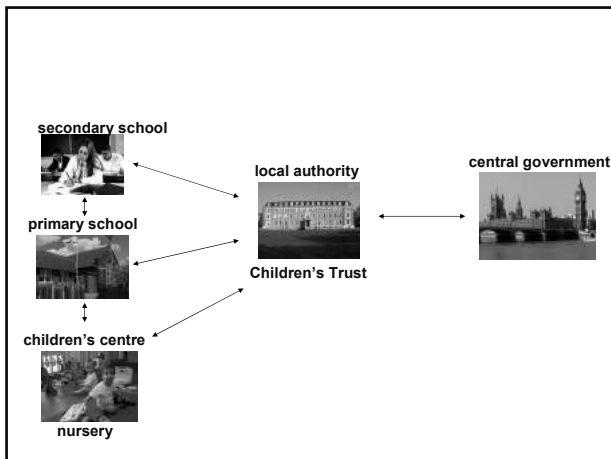 secondary school
primary school
children's centre
nursery
local authority
Children's Trust
central government